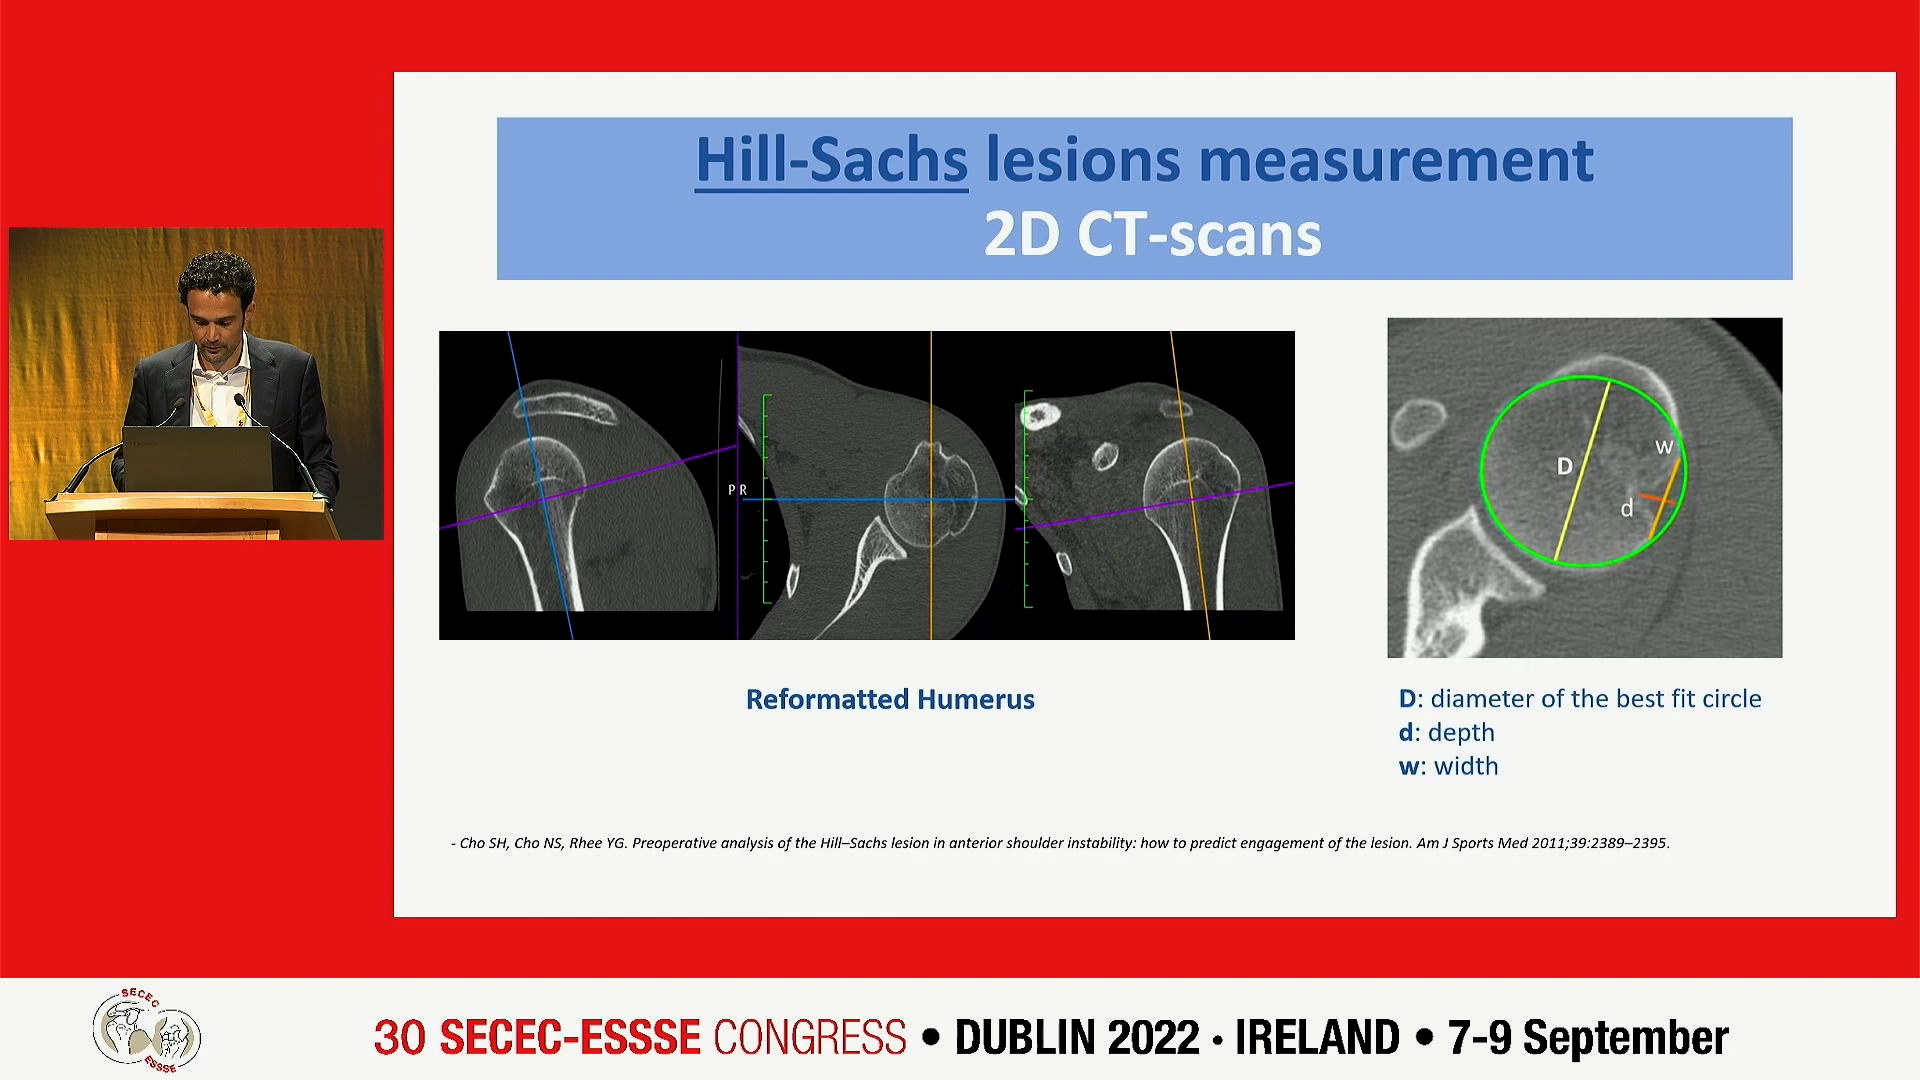 Hill-Sachs lesions measurement
2D CT-scans
P R
D
w
d
Reformatted Humerus
D: diameter of the best fit circle
d: depth
w: width
- Cho SH, Cho NS, Rhee YG. Preoperative analysis of the Hill–Sachs lesion in anterior shoulder instability: how to predict engagement of the lesion. Am J Sports Med 2011;39:2389–2395.
SECEC
ESSSE
30 SECEC-ESSSE CONGRESS • DUBLIN 2022 • IRELAND • 7-9 September